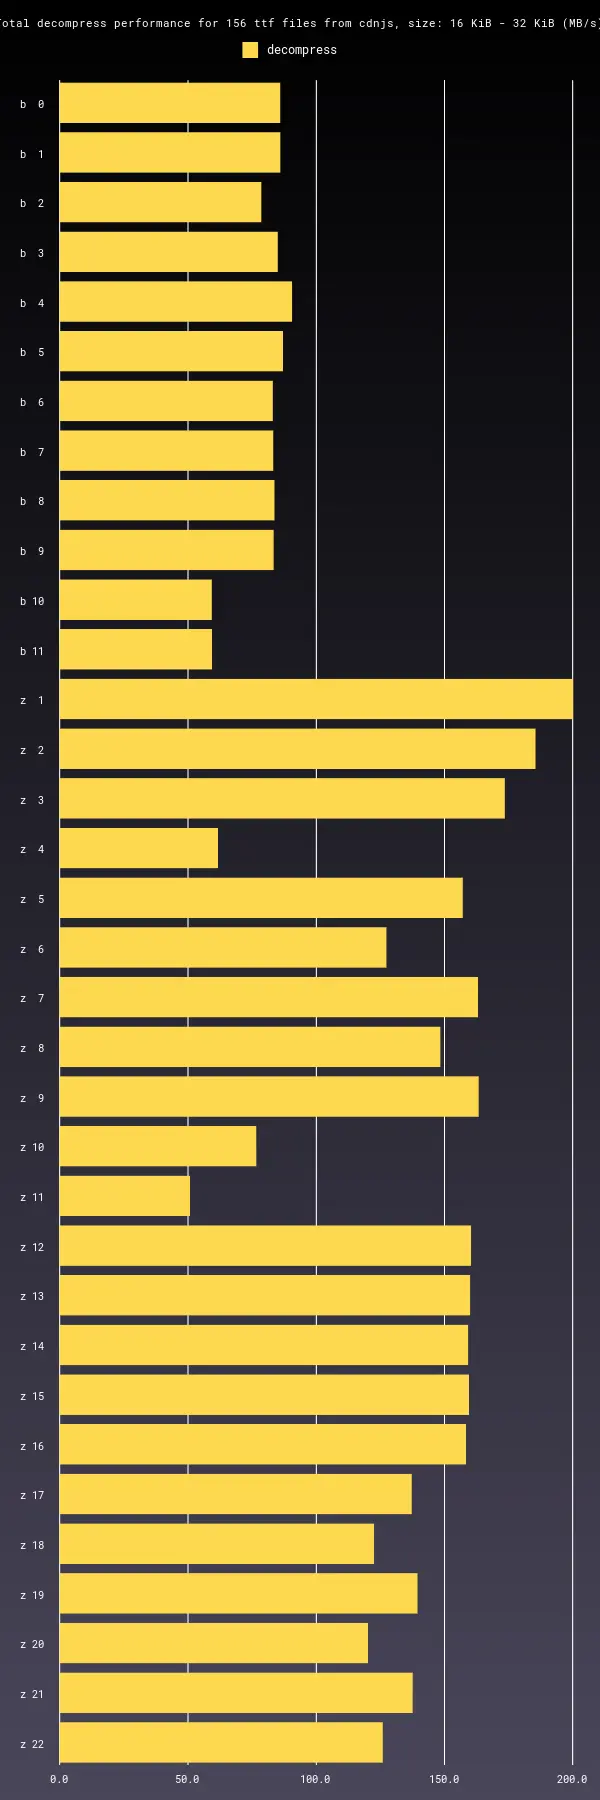 Total decompress performance for 156 ttf files from cdnjs, size: 16 KiB - 32 KiB (MB/s)
decompress
b 0
b 1
b 2
b 3
b 4
b 5
b 6
b 7
b 8
b 9
b 10
b 11
z 1
z 2
z 3
z 4
z 5
z 6
z 7
z 8
z 9
z 10
z 11
z 12
z 13
z 14
z 15
z 16
z 17
z 18
z 19
z 20
z 21
z 22
0.0 50.0 100.0 150.0 200.0